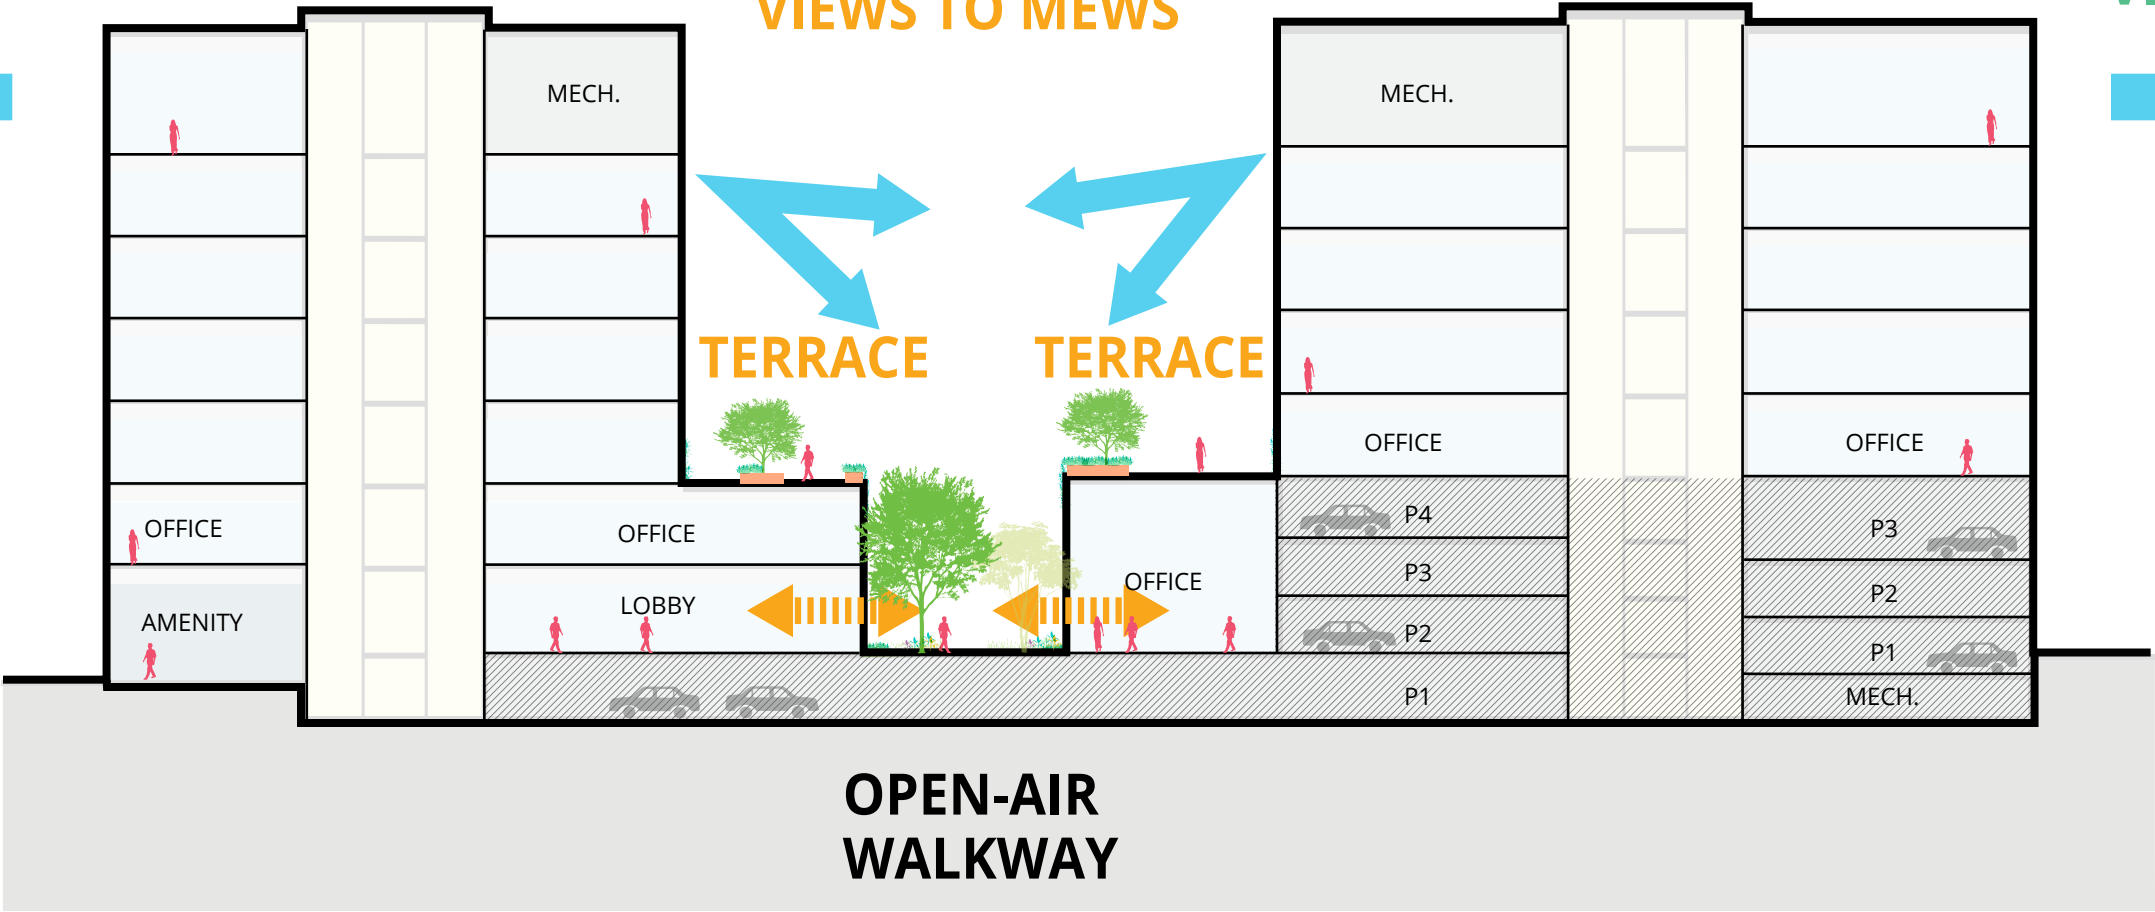 VIEWS TO MEWS
MECH.
MECH.
TERRACE
TERRACE
OFFICE
OFFICE
OFFICE
OFFICE
P4
P3
P3
OFFICE
P2
AMENITY
LOBBY
P2
P1
P1
MECH.
OPEN-AIR
WALKWAY